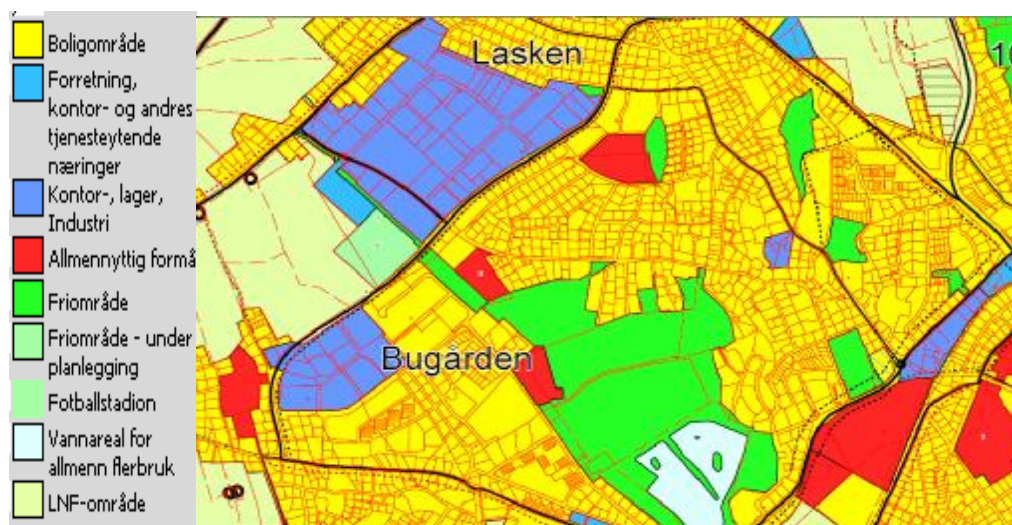 Boligområde
Forretning,
kontor- og andres
tjenesteytende
næringer
Kontor-, lager,
Industri
Allmennyttig formå
Friområde
Friområde - under
planlegging
Fotballstadion
Vannareal for
allmenn flerbruk
LNF-område
Lasken
10
Bugården